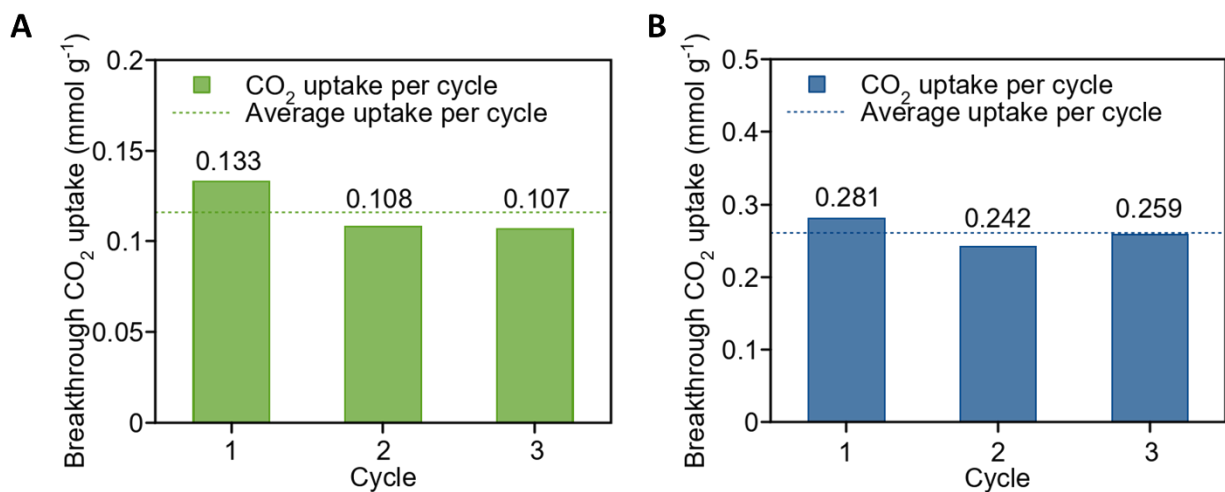 A
Breakthrough CO₂ uptake (mmol g⁻¹)
0.2
0.15
0.1
0.05
0
CO₂ uptake per cycle
Average uptake per cycle
0.133
0.108
0.107
1
2
3
Cycle
B
Breakthrough CO₂ uptake (mmol g⁻¹)
0.5
0.4
0.3
0.2
0.1
0
CO₂ uptake per cycle
Average uptake per cycle
0.281
0.242
0.259
1
2
3
Cycle